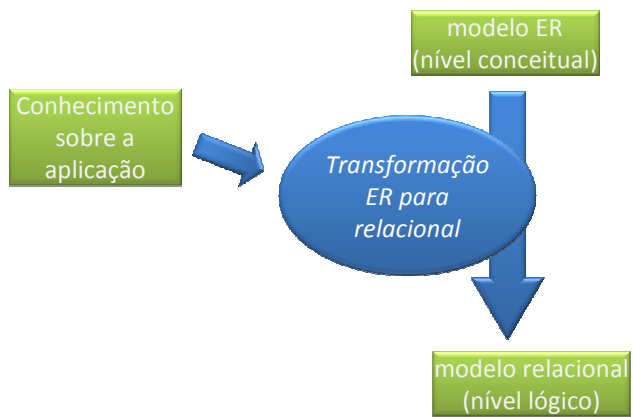 modelo ER
(nível conceitual)
Conhecimento
sobre a
aplicação
Transformação
ER para
relacional
modelo relacional
(nível lógico)